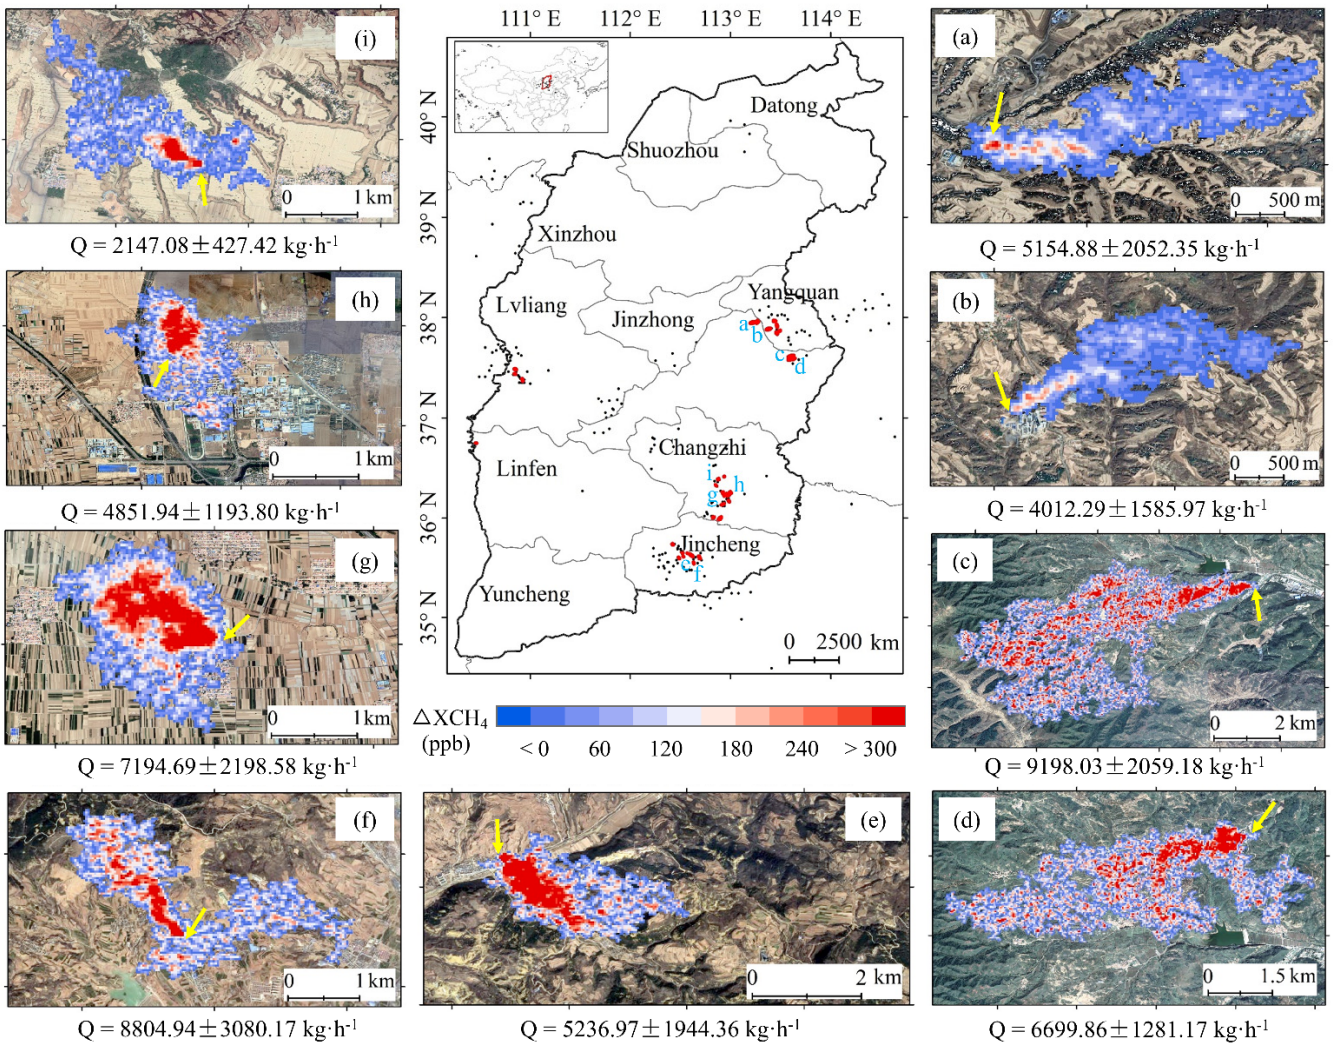 111° E 112° E 113° E 114° E
40° N
39° N
38° N
37° N
36° N
35° N
Datong
Shuozhou
Xinzhou
Lvliang
Jinzhong
Yangquan
a
b
c
d
Changzhi
Linfen
i
g
h
Jincheng
e
f
Yuncheng
0 2500 km
△XCH₄
(ppb)
< 0 60 120 180 240 > 300
(i)
0 1 km
Q = 2147.08±427.42 kg·h⁻¹
(h)
0 1 km
Q = 4851.94±1193.80 kg·h⁻¹
(g)
0 1 km
Q = 7194.69±2198.58 kg·h⁻¹
(f)
0 1 km
Q = 8804.94±3080.17 kg·h⁻¹
(e)
0 2 km
Q = 5236.97±1944.36 kg·h⁻¹
(a)
0 500 m
Q = 5154.88±2052.35 kg·h⁻¹
(b)
0 500 m
Q = 4012.29±1585.97 kg·h⁻¹
(c)
0 2 km
Q = 9198.03±2059.18 kg·h⁻¹
(d)
0 1.5 km
Q = 6699.86±1281.17 kg·h⁻¹